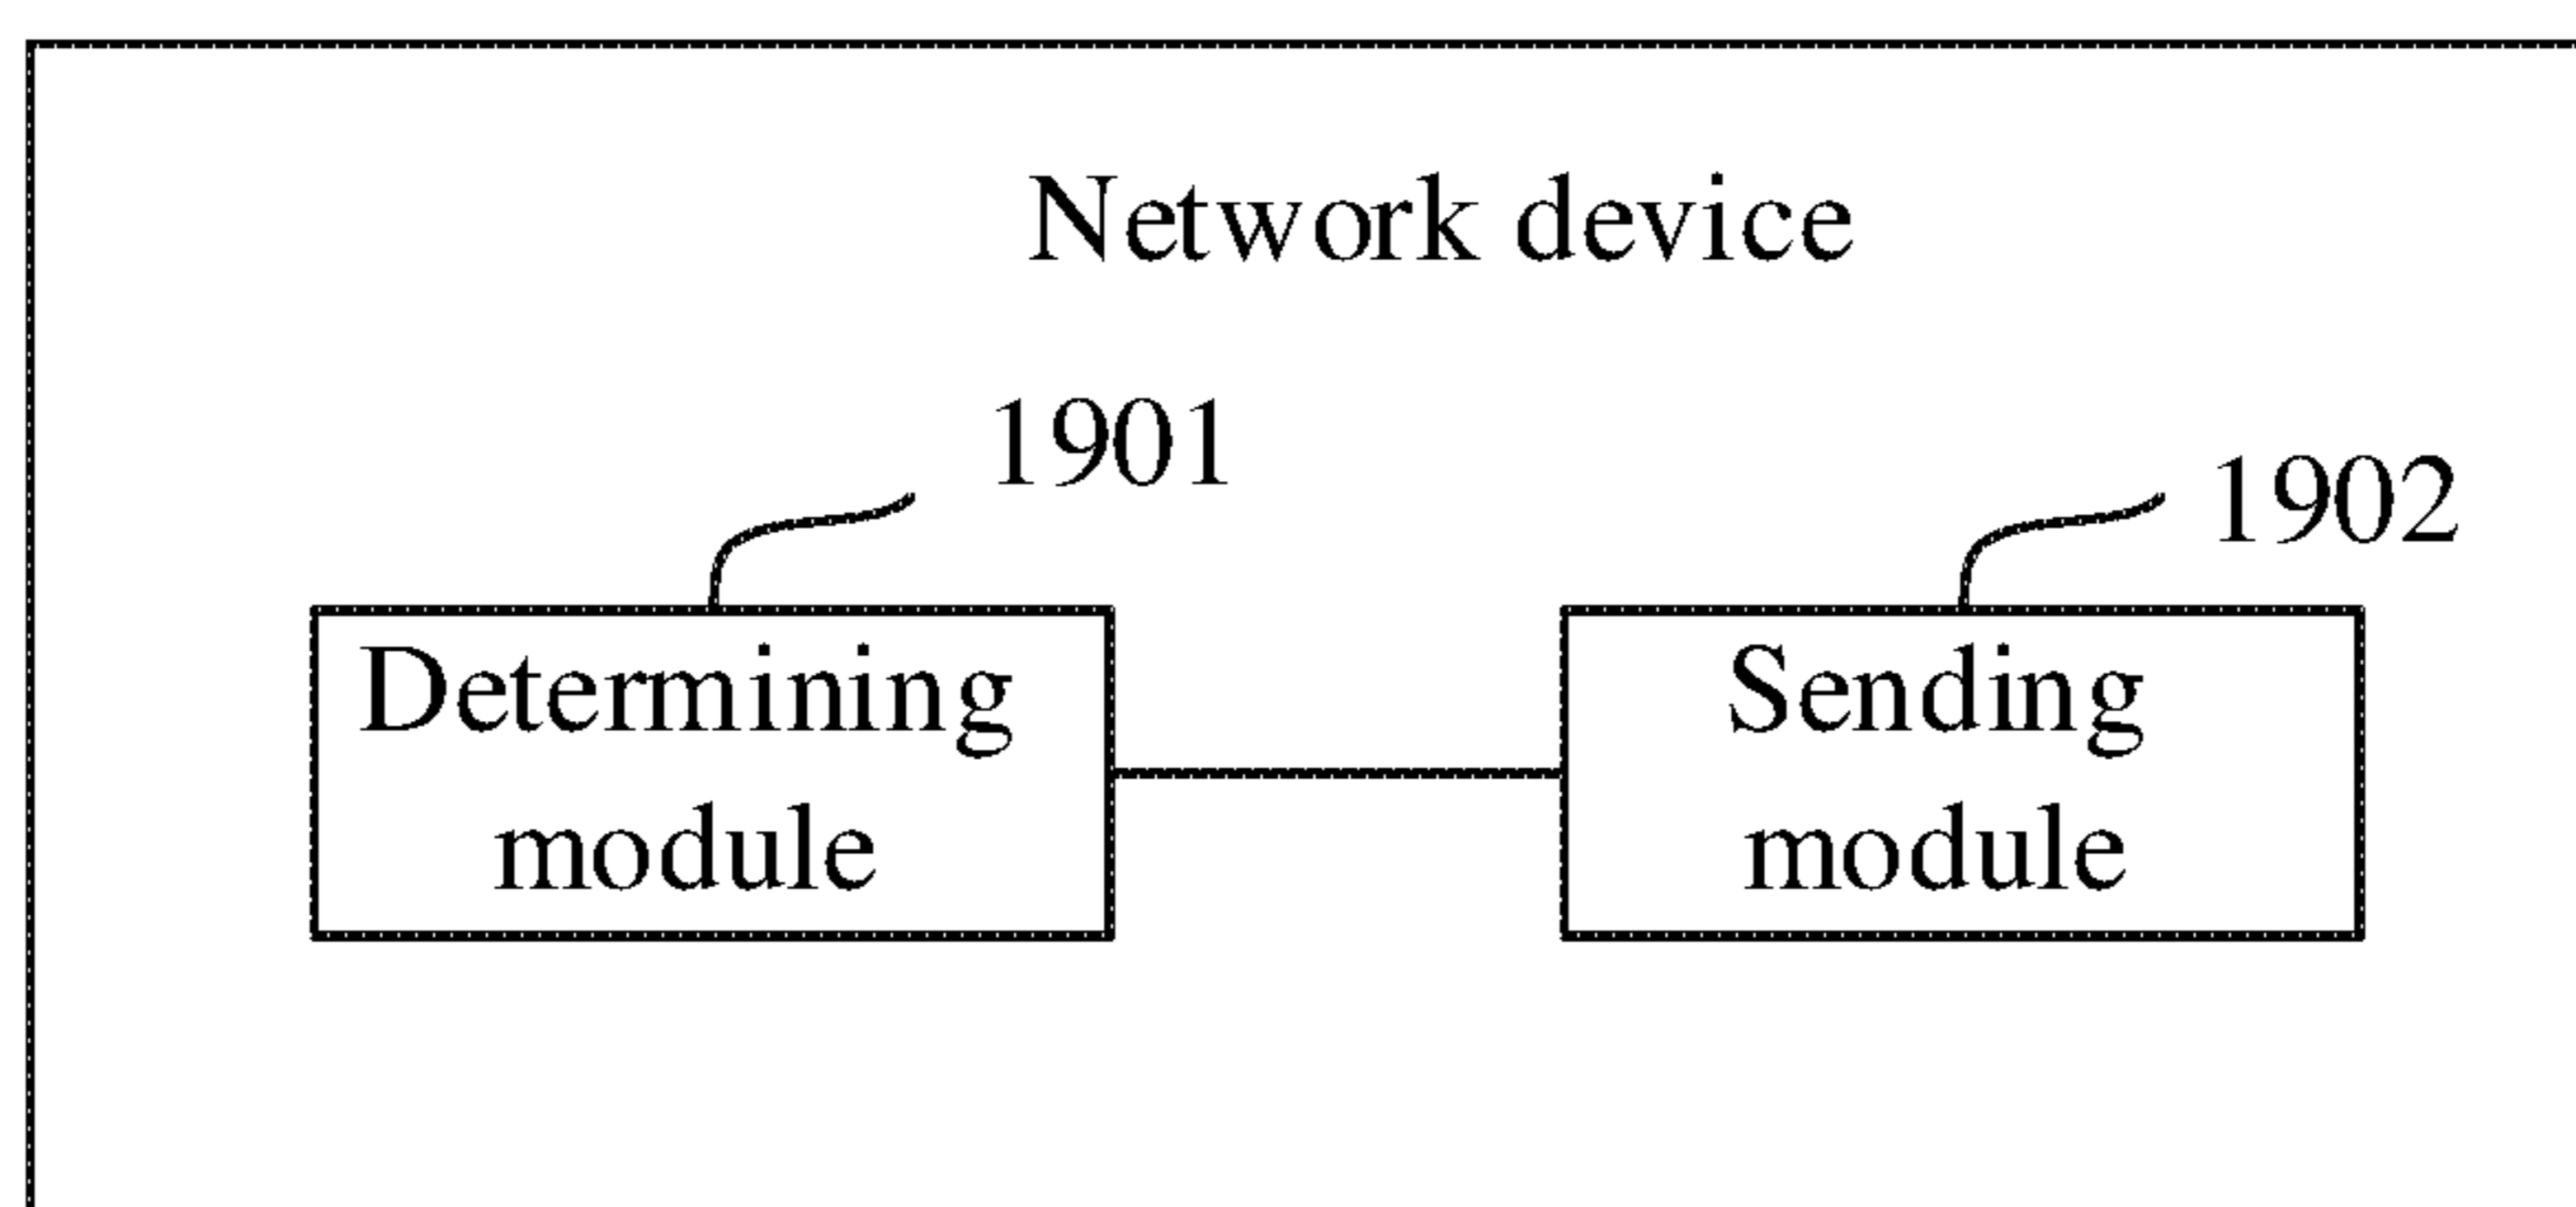 Network device
1901
1902
Determining
module
Sending
module